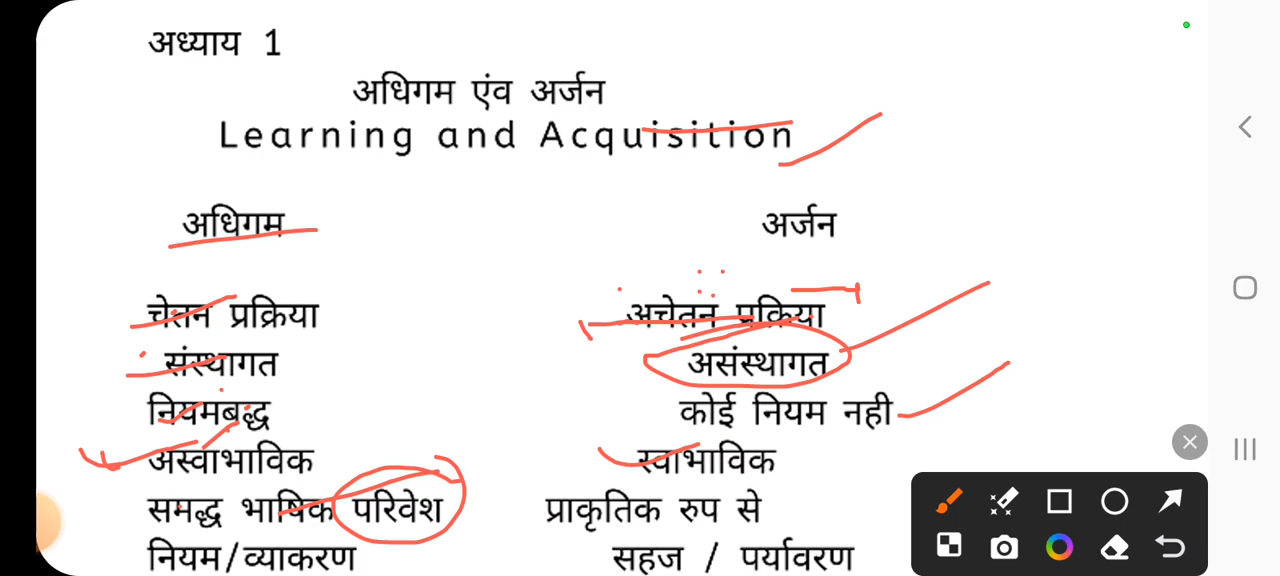 अध्याय 1
अधिगम एंव अर्जन
Learning and Acquisition
अधिगम अर्जन
चेतन प्रक्रिया अचेतन प्रक्रिया
संस्थागत असंस्थागत
नियमबद्ध कोई नियम नही
अस्वाभाविक स्वाभाविक
समद्ध भाषिक परिवेश प्राकृतिक रुप से
नियम/व्याकरण सहज / पर्यावरण